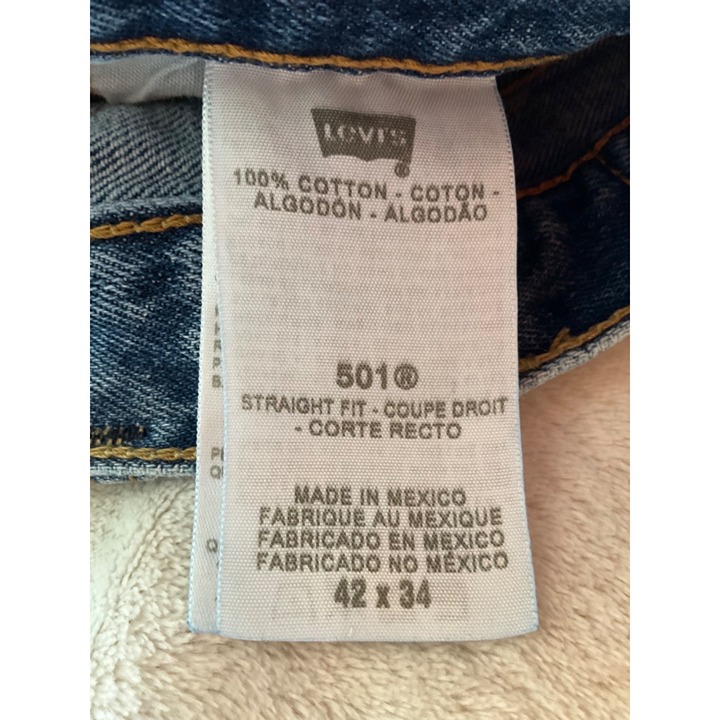 LEVI'S
®
100% COTTON - COTON -
ALGODÓN - ALGODÃO
501®
STRAIGHT FIT - COUPE DROIT
- CORTE RECTO
MADE IN MEXICO
FABRIQUE AU MEXIQUE
FABRICADO EN MEXICO
FABRICADO NO MÉXICO
42 x 34